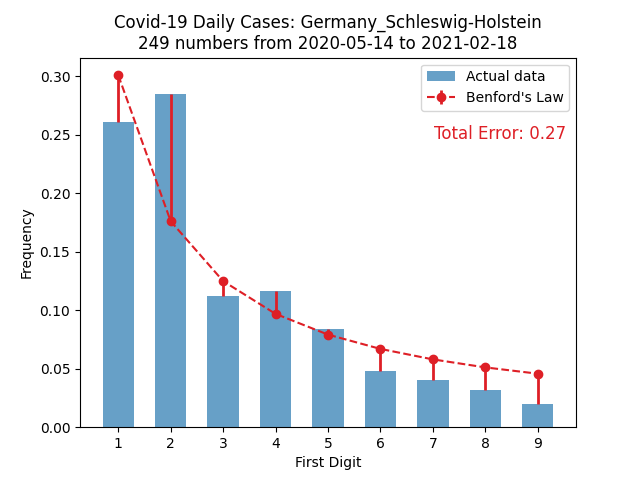 Covid-19 Daily Cases: Germany_Schleswig-Holstein
249 numbers from 2020-05-14 to 2021-02-18
Actual data
Benford's Law
Total Error: 0.27
Frequency
0.30
0.25
0.20
0.15
0.10
0.05
0.00
1 2 3 4 5 6 7 8 9
First Digit